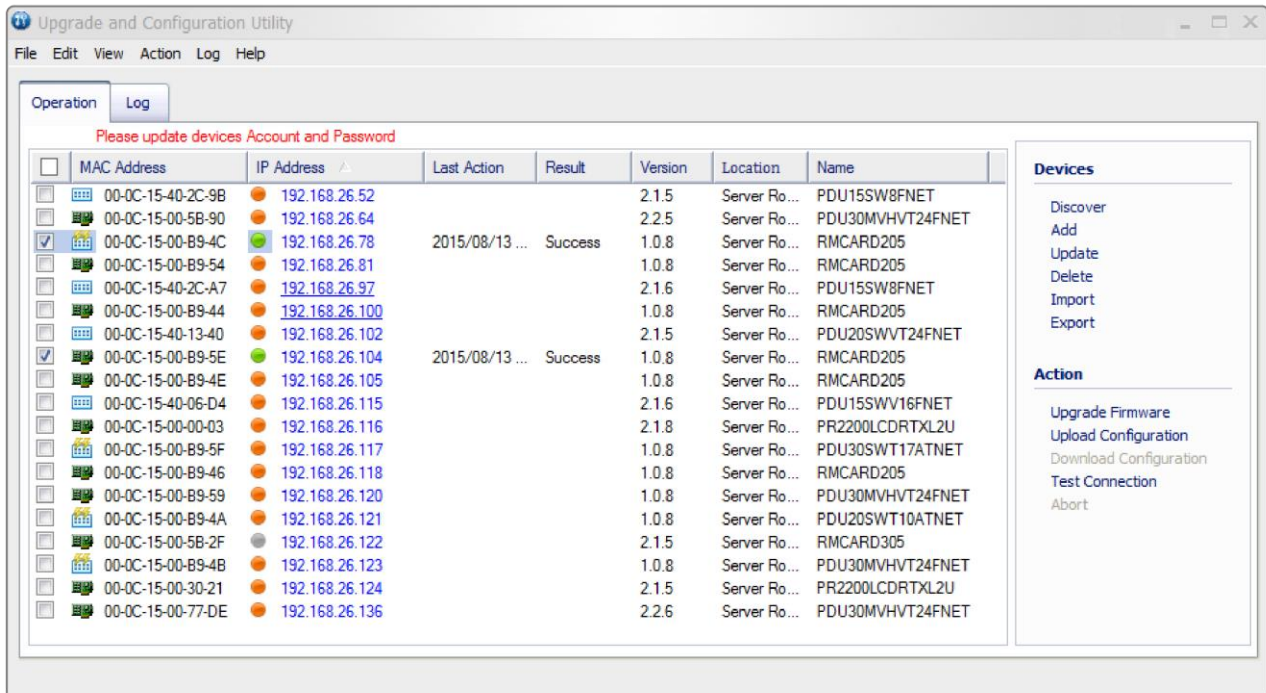 Upgrade and Configuration Utility
File Edit View Action Log Help
Operation Log
Please update devices Account and Password
MAC Address IP Address Last Action Result Version Location Name
00-0C-15-40-2C-9B 192.168.26.52 2.1.5 Server Ro... PDU15SW8FNET
00-0C-15-00-5B-90 192.168.26.64 2.2.5 Server Ro... PDU30MVHVT24FNET
00-0C-15-00-B9-4C 192.168.26.78 2015/08/13 ... Success 1.0.8 Server Ro... RMCARD205
00-0C-15-00-B9-54 192.168.26.81 1.0.8 Server Ro... RMCARD205
00-0C-15-40-2C-A7 192.168.26.97 2.1.6 Server Ro... PDU15SW8FNET
00-0C-15-00-B9-44 192.168.26.100 1.0.8 Server Ro... RMCARD205
00-0C-15-40-13-40 192.168.26.102 2.1.5 Server Ro... PDU20SWVT24FNET
00-0C-15-00-B9-5E 192.168.26.104 2015/08/13 ... Success 1.0.8 Server Ro... RMCARD205
00-0C-15-00-B9-4E 192.168.26.105 1.0.8 Server Ro... RMCARD205
00-0C-15-40-06-D4 192.168.26.115 2.1.6 Server Ro... PDU15SWV16FNET
00-0C-15-00-00-03 192.168.26.116 2.1.8 Server Ro... PR2200LCDRTXL2U
00-0C-15-00-B9-5F 192.168.26.117 1.0.8 Server Ro... PDU30SWT17ATNET
00-0C-15-00-B9-46 192.168.26.118 1.0.8 Server Ro... RMCARD205
00-0C-15-00-B9-59 192.168.26.120 1.0.8 Server Ro... PDU30MVHVT24FNET
00-0C-15-00-B9-4A 192.168.26.121 1.0.8 Server Ro... PDU20SWT10ATNET
00-0C-15-00-5B-2F 192.168.26.122 2.1.5 Server Ro... RMCARD305
00-0C-15-00-B9-4B 192.168.26.123 1.0.8 Server Ro... PDU30MVHVT24FNET
00-0C-15-00-30-21 192.168.26.124 2.1.5 Server Ro... PR2200LCDRTXL2U
00-0C-15-00-77-DE 192.168.26.136 2.2.6 Server Ro... PDU30MVHVT24FNET
Devices
Discover
Add
Update
Delete
Import
Export
Action
Upgrade Firmware
Upload Configuration
Download Configuration
Test Connection
Abort